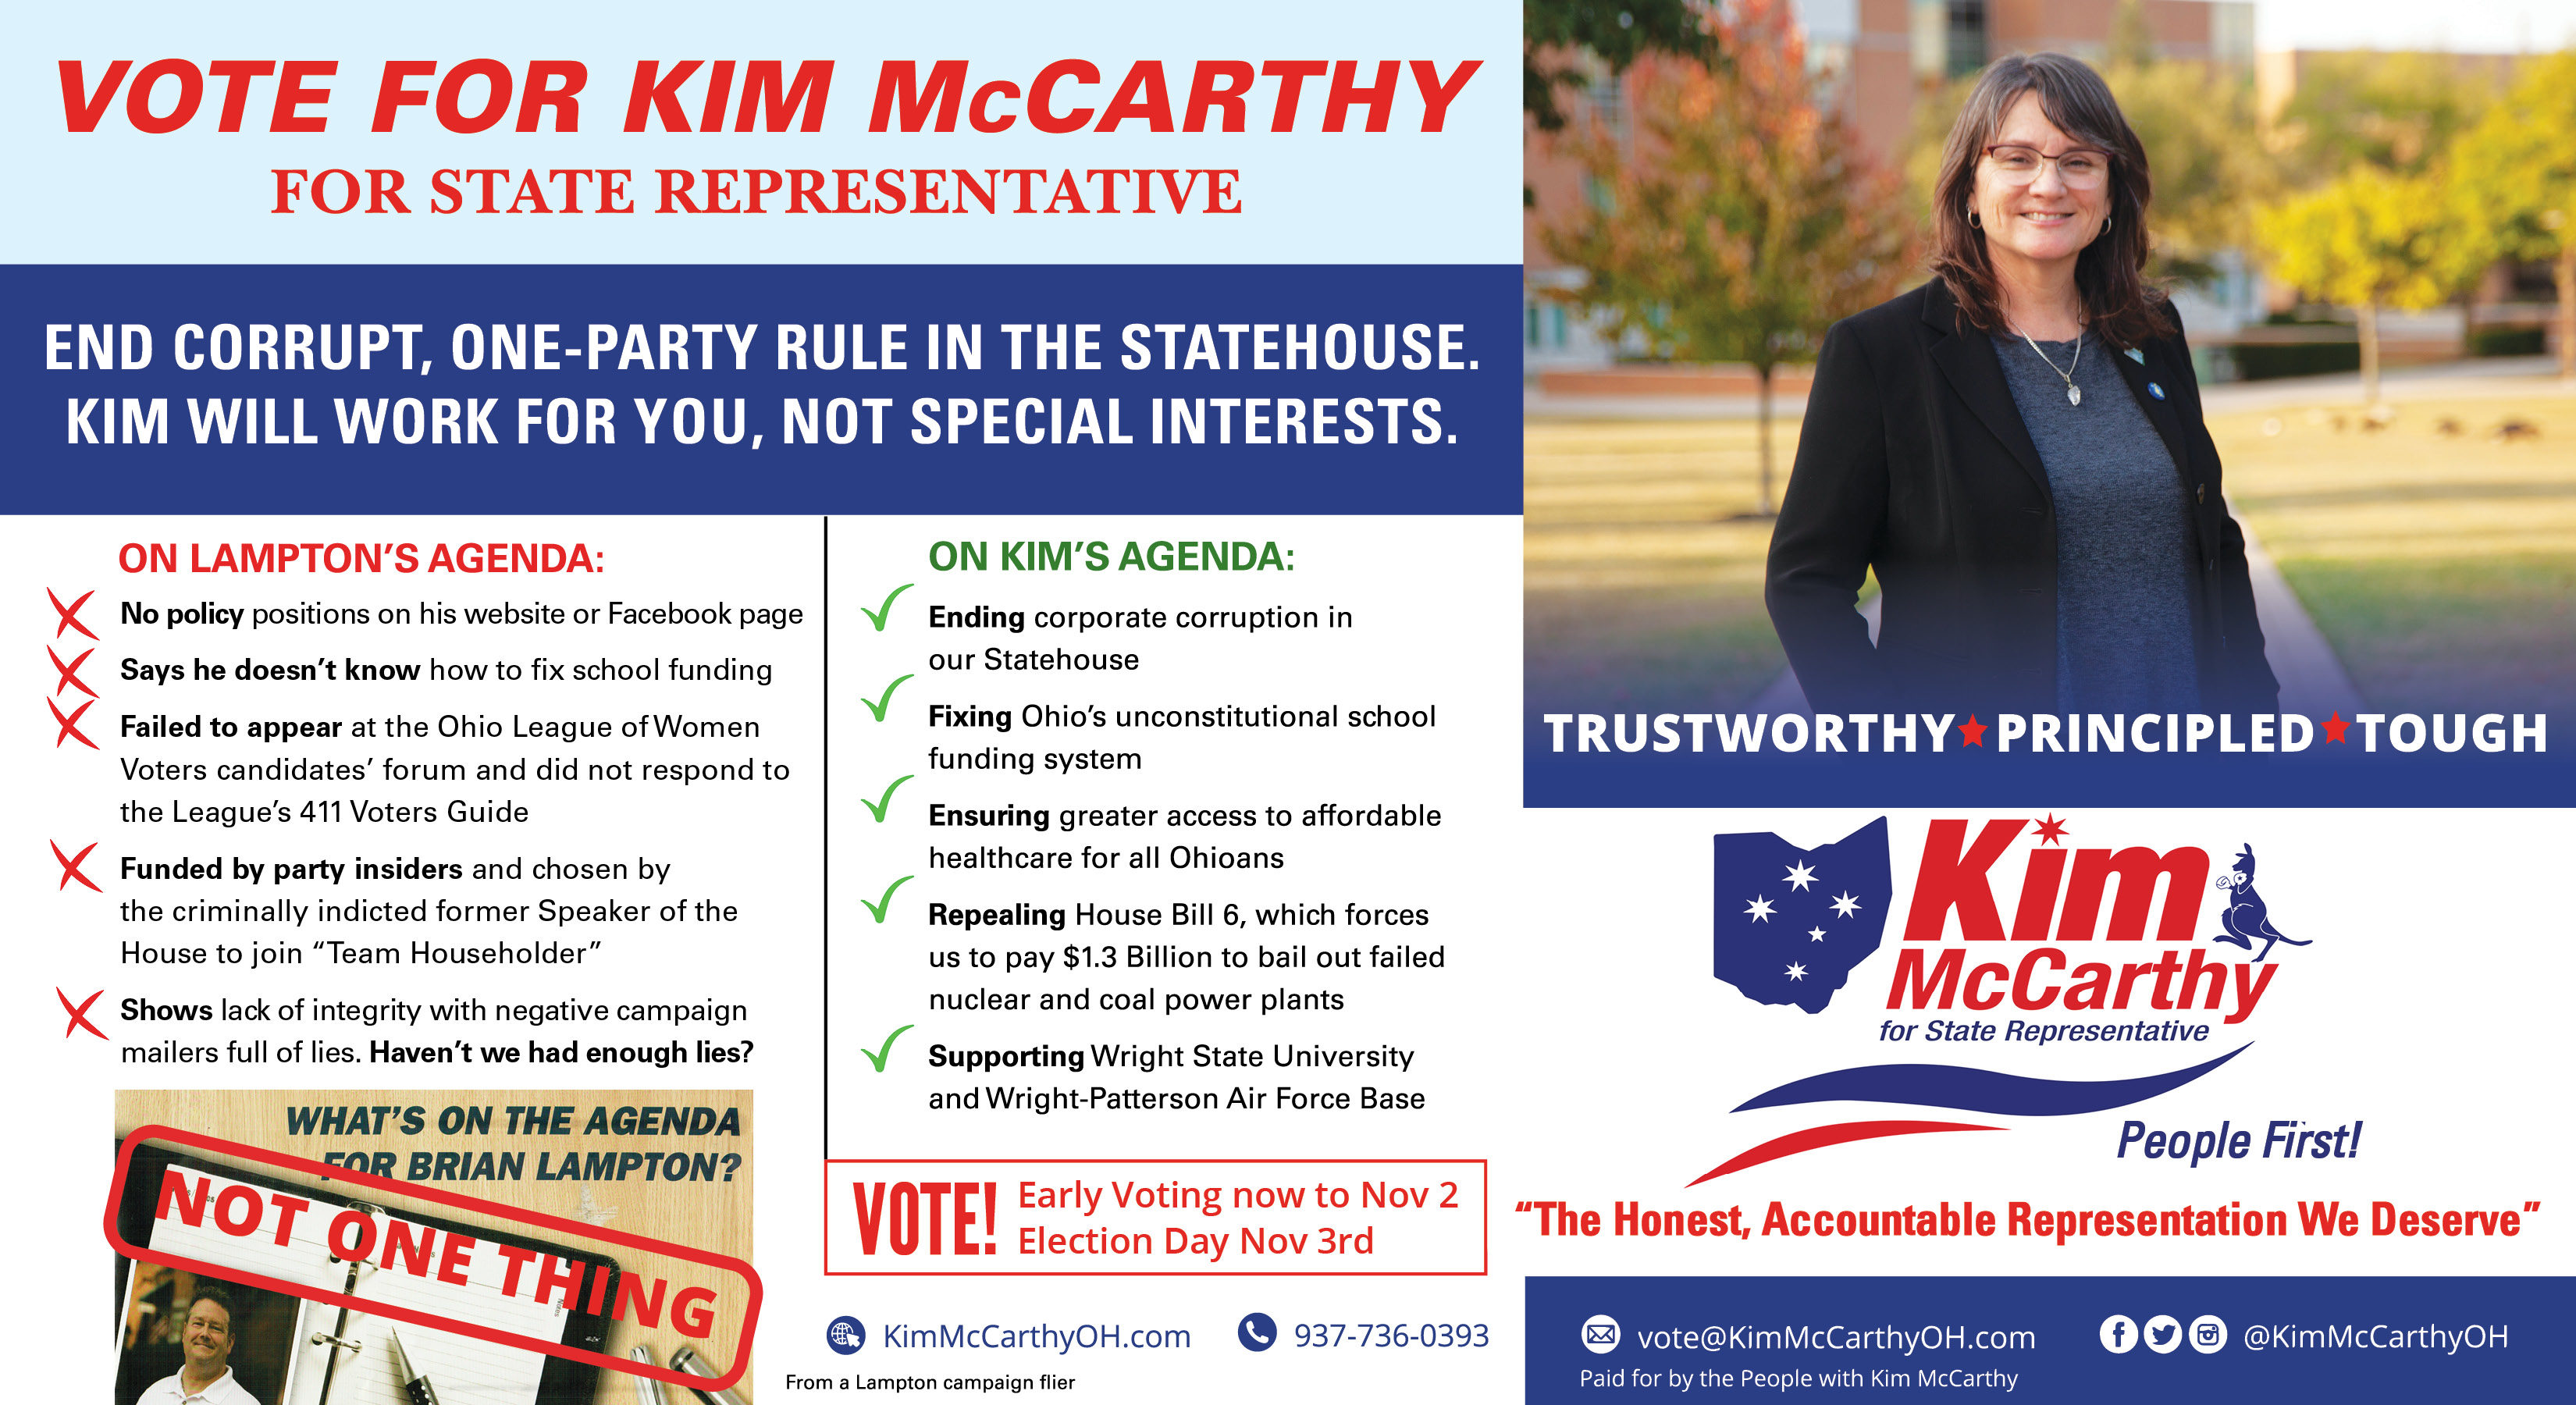 VOTE FOR KIM McCARTHY
FOR STATE REPRESENTATIVE
END CORRUPT, ONE-PARTY RULE IN THE STATEHOUSE.
KIM WILL WORK FOR YOU, NOT SPECIAL INTERESTS.
ON LAMPTON'S AGENDA:
No policy positions on his website or Facebook page
Says he doesn't know how to fix school funding
Failed to appear at the Ohio League of Women
Voters candidates' forum and did not respond to
the League's 411 Voters Guide
Funded by party insiders and chosen by
the criminally indicted former Speaker of the
House to join “Team Householder”
Shows lack of integrity with negative campaign
mailers full of lies. Haven't we had enough lies?
WHAT'S ON THE AGENDA
FOR BRIAN LAMPTON?
NOT ONE THING
Notes
ON KIM'S AGENDA:
Ending corporate corruption in
our Statehouse
Fixing Ohio's unconstitutional school
funding system
Ensuring greater access to affordable
healthcare for all Ohioans
Repealing House Bill 6, which forces
us to pay $1.3 Billion to bail out failed
nuclear and coal power plants
Supporting Wright State University
and Wright-Patterson Air Force Base
VOTE!
Early Voting now to Nov 2
Election Day Nov 3rd
KimMcCarthyOH.com
937-736-0393
From a Lampton campaign flier
TRUSTWORTHY★PRINCIPLED★TOUGH
Kim
McCarthy
for State Representative
People First!
“The Honest, Accountable Representation We Deserve”
vote@KimMcCarthyOH.com
@KimMcCarthyOH
Paid for by the People with Kim McCarthy